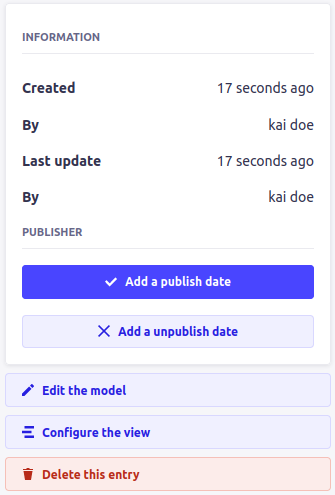 INFORMATION
Created 17 seconds ago
By kai doe
Last update 17 seconds ago
By kai doe
PUBLISHER
Add a publish date
Add a unpublish date
Edit the model
Configure the view
Delete this entry